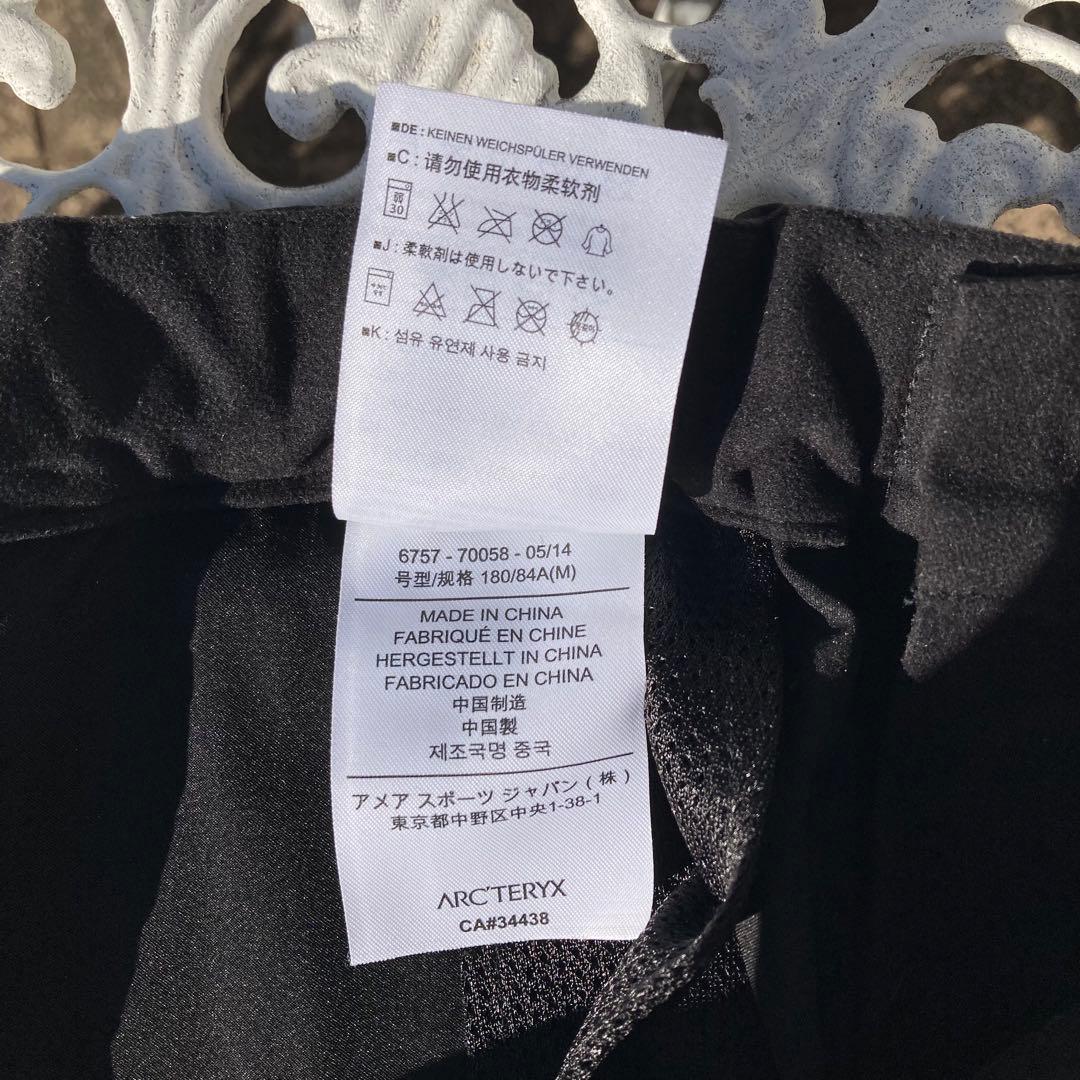 DE : KEINEN WEICHSPÜLER VERWENDEN
C : 请勿使用衣物柔软剂
弱
30
J : 柔軟剤は使用しないで下さい。
K : 섬유 유연제 사용 금지
6757 - 70058 - 05/14
号型/规格 180/84A(M)
MADE IN CHINA
FABRIQUÉ EN CHINE
HERGESTELLT IN CHINA
FABRICADO EN CHINA
中国制造
中国製
제조국명 중국
アメア スポーツ ジャパン ( 株 )
東京都中野区中央1-38-1
ARC'TERYX
CA#34438